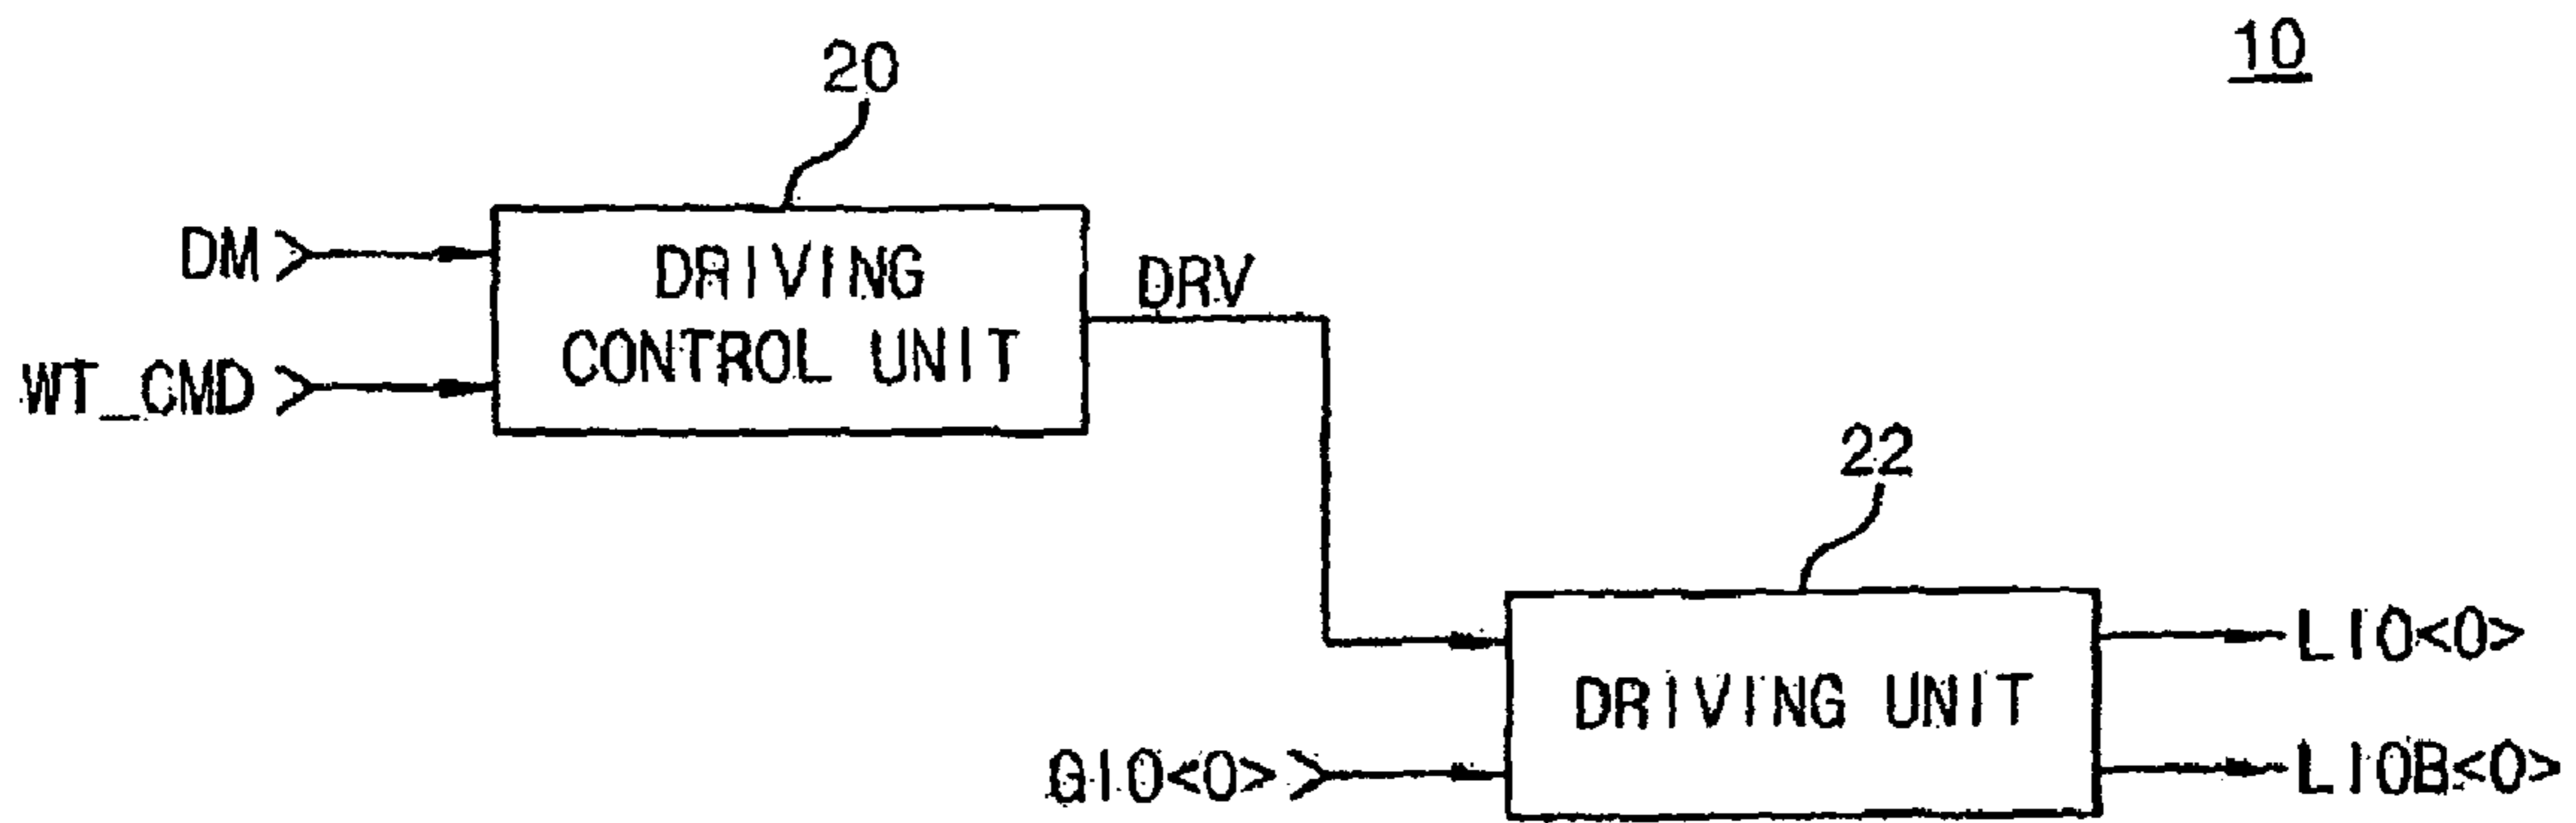 10
20
DM
DRIVING
CONTROL UNIT
WT_CMD
DRV
22
LIO<0>
DRIVING UNIT
GIO<0>
LIOB<0>